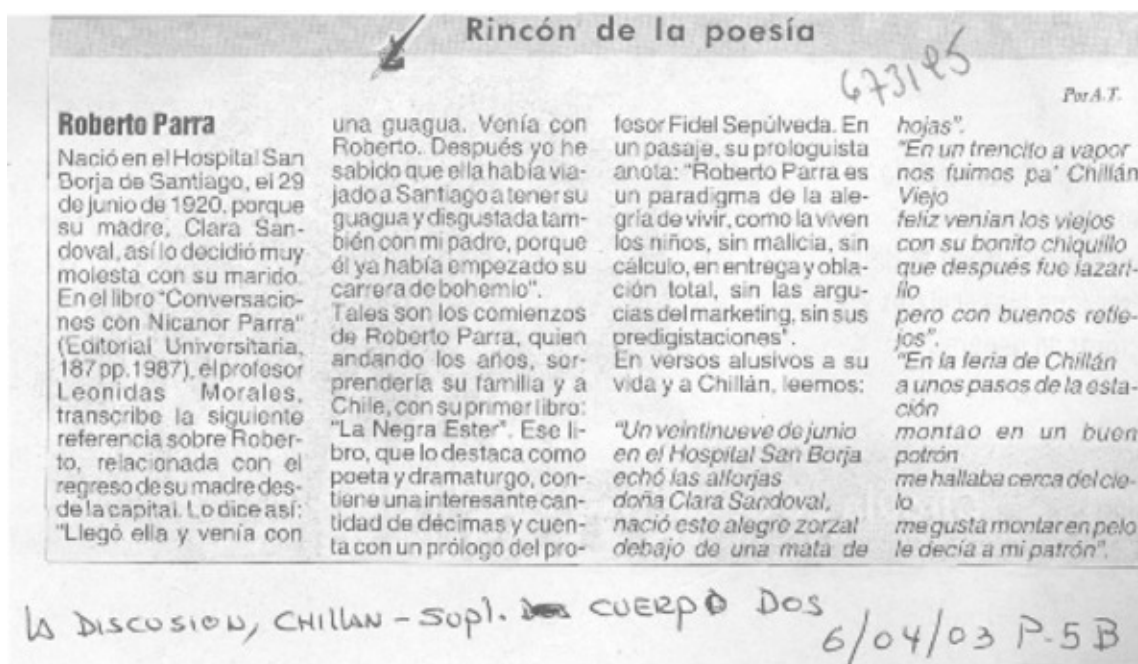 Rincón de la poesía
673195
Por A.T.
Roberto Parra
Nació en el Hospital San
Borja de Santiago, el 29
de junio de 1920, porque
su madre, Clara San-
doval, así lo decidió muy
molesta con su marido.
En el libro "Conversacio-
nes con Nicanor Parra"
(Editorial Universitaria,
187 pp. 1987), el profesor
Leonidas Morales,
transcribe la siguiente
referencia sobre Rober-
to, relacionada con el
regreso de su madre des-
de la capital. Lo dice así:
"Llegó ella y venía con
una guagua. Venía con
Roberto. Después yo he
sabido que ella había via-
jado a Santiago a tener su
guagua y disgustada tam-
bién con mi padre, porque
él ya había empezado su
carrera de bohemio".
Tales son los comienzos
de Roberto Parra, quien
andando los años, sor-
prendería su familia y a
Chile, con su primer libro:
"La Negra Ester". Ese li-
bro, que lo destaca como
poeta y dramaturgo, con-
tiene una interesante can-
tidad de décimas y cuen-
ta con un prólogo del pro-
fesor Fidel Sepúlveda. En
un pasaje, su prologuista
anota: "Roberto Parra es
un paradigma de la ale-
gría de vivir, como la viven
los niños, sin malicia, sin
cálculo, en entrega y obla-
ción total, sin las argu-
cias del marketing, sin sus
predigistaciones".
En versos alusivos a su
vida y a Chillán, leemos:
"Un veintinueve de junio
en el Hospital San Borja
echó las alforjas
doña Clara Sandoval,
nació este alegre zorzal
debajo de una mata de
hojas".
"En un trencito a vapor
nos fuimos pa' Chillán
Viejo
feliz venían los viejos
con su bonito chiquillo
que después fue lazari-
llo
pero con buenos refle-
jos".
"En la feria de Chillán
a unos pasos de la esta-
ción
montao en un buen
potrón
me hallaba cerca del cie-
lo
me gusta montar en pelo
le decía a mi patrón".
LA DISCUSION, CHILLAN - Supl. CUERPO DOS
6/04/03 P-5B